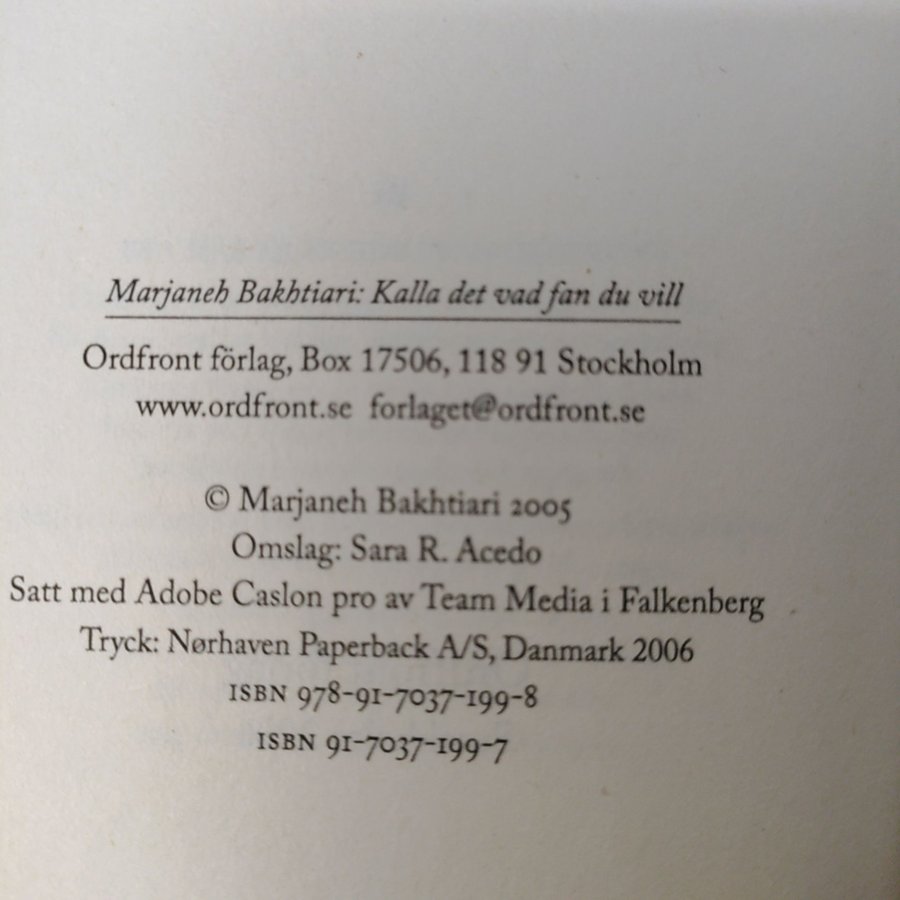 Marjaneh Bakhtiari: Kalla det vad fan du vill
Ordfront förlag, Box 17506, 118 91 Stockholm
www.ordfront.se forlaget@ordfront.se
© Marjaneh Bakhtiari 2005
Omslag: Sara R. Acedo
Satt med Adobe Caslon pro av Team Media i Falkenberg
Tryck: Nørhaven Paperback A/S, Danmark 2006
ISBN 978-91-7037-199-8
ISBN 91-7037-199-7